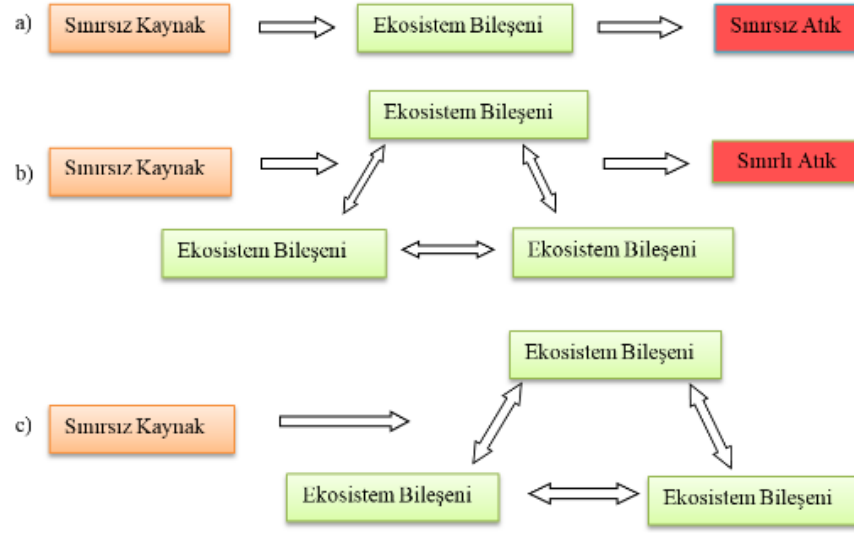 a) Sınırsız Kaynak Ekosistem Bileşeni Sınırsız Atık
Ekosistem Bileşeni
b) Sınırsız Kaynak Sınırlı Atık
Ekosistem Bileşeni Ekosistem Bileşeni
Ekosistem Bileşeni
c) Sınırsız Kaynak
Ekosistem Bileşeni Ekosistem Bileşeni